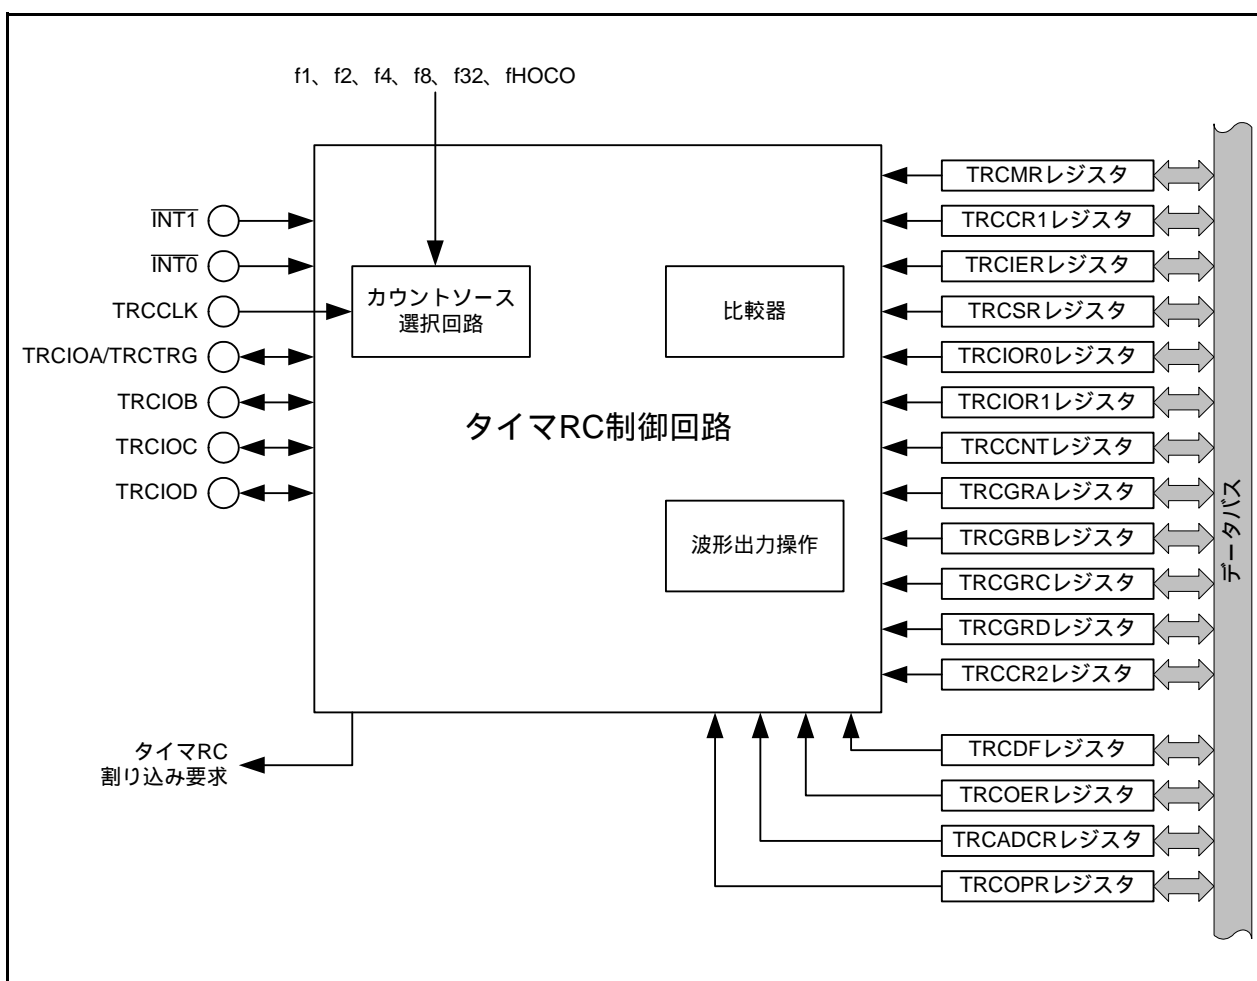 f1、f2、f4、f8、f32、fHOCO
INT1
INT0
TRCCLK
TRCIOA/TRCTRG
TRCIOB
TRCIOC
TRCIOD
カウントソース
選択回路
比較器
タイマRC制御回路
波形出力操作
タイマRC
割り込み要求
TRCMRレジスタ
TRCCR1レジスタ
TRCIERレジスタ
TRCSRレジスタ
TRCIOR0レジスタ
TRCIOR1レジスタ
TRCCNTレジスタ
TRCGRAレジスタ
TRCGRBレジスタ
TRCGRCレジスタ
TRCGRDレジスタ
TRCCR2レジスタ
TRCDFレジスタ
TRCOERレジスタ
TRCADCRレジスタ
TRCOPRレジスタ
データバス